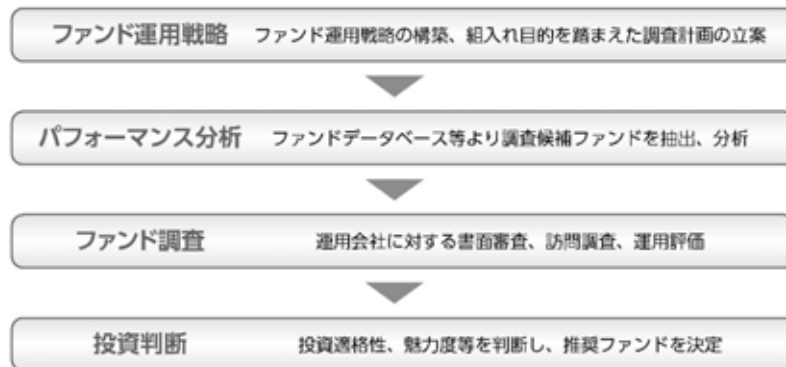 ファンド運用戦略 ファンド運用戦略の構築、組入れ目的を踏まえた調査計画の立案
パフォーマンス分析 ファンドデータベース等より調査候補ファンドを抽出、分析
ファンド調査 運用会社に対する書面審査、訪問調査、運用評価
投資判断 投資適格性、魅力度等を判断し、推奨ファンドを決定